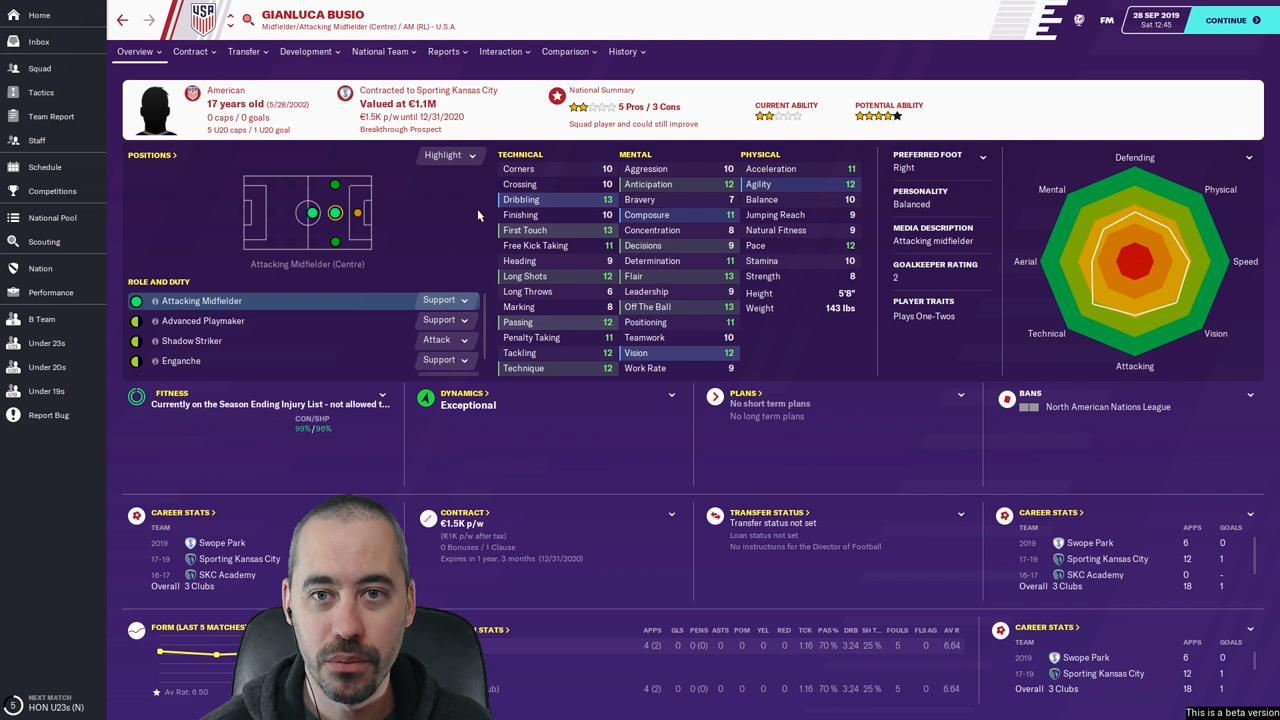 Home
Inbox
Squad
Tactics
Team Report
Staff
Schedule
Competitions
National Pool
Scouting
Nation
Performance
B Team
Under 23s
Under 20s
Under 19s
Report Bug
5
NEXT MATCH
HON U23s (N)
USA
GIANLUCA BUSIO
Midfielder/Attacking Midfielder (Centre) / AM (RL) - U.S.A.
FM
28 SEP 2019
Sat 12:45
CONTINUE
Overview
Contract
Transfer
Development
National Team
Reports
Interaction
Comparison
History
American
17 years old (5/28/2002)
0 caps / 0 goals
5 U20 caps / 1 U20 goal
Contracted to Sporting Kansas City
Valued at €1.1M
€1.5K p/w until 12/31/2020
Breakthrough Prospect
National Summary
5 Pros / 3 Cons
Squad player and could still improve
CURRENT ABILITY
POTENTIAL ABILITY
POSITIONS >
Highlight
Attacking Midfielder (Centre)
ROLE AND DUTY
Attacking Midfielder Support
Advanced Playmaker Support
Shadow Striker Attack
Enganche Support
TECHNICAL
Corners 10
Crossing 10
Dribbling 13
Finishing 10
First Touch 13
Free Kick Taking 11
Heading 9
Long Shots 12
Long Throws 6
Marking 8
Passing 12
Penalty Taking 11
Tackling 12
Technique 12
MENTAL
Aggression 10
Anticipation 12
Bravery 7
Composure 11
Concentration 8
Decisions 9
Determination 11
Flair 13
Leadership 9
Off The Ball 13
Positioning 11
Teamwork 10
Vision 12
Work Rate 9
PHYSICAL
Acceleration 11
Agility 12
Balance 10
Jumping Reach 9
Natural Fitness 9
Pace 12
Stamina 10
Strength 8
Height 5'8"
Weight 143 lbs
PREFERRED FOOT
Right
PERSONALITY
Balanced
MEDIA DESCRIPTION
Attacking midfielder
GOALKEEPER RATING
2
PLAYER TRAITS
Plays One-Twos
Defending
Physical
Speed
Vision
Attacking
Technical
Aerial
Mental
FITNESS
Currently on the Season Ending Injury List - not allowed t...
CON/SHP
99%/96%
DYNAMICS >
Exceptional
PLANS >
No short term plans
No long term plans
BANS
North American Nations League
CAREER STATS >
TEAM
2019 Swope Park
17-19 Sporting Kansas City
16-17 SKC Academy
Overall 3 Clubs
CONTRACT >
€1.5K p/w
(€1K p/w after tax)
0 Bonuses / 1 Clause
Expires in 1 year, 3 months (12/31/2020)
TRANSFER STATUS >
Transfer status not set
Loan status not set
No instructions for the Director of Football
CAREER STATS >
TEAM APPS GOALS
2019 Swope Park 6 0
17-19 Sporting Kansas City 12 1
16-17 SKC Academy 0 -
Overall 3 Clubs 18 1
FORM (LAST 5 MATCHES
Av Rat: 6.50
STATS >
APPS GLS PENS ASTS POM YEL RED TCK PAS % DRB SH T... FOULS FLS AG AV R
4 (2) 0 0 (0) 0 0 0 0 1.16 70 % 3.24 25 % 5 0 6.64
4 (2) 0 0 (0) 0 0 0 0 1.16 70 % 3.24 25 % 5 0 6.64
CAREER STATS >
TEAM APPS GOALS
2019 Swope Park 6 0
17-19 Sporting Kansas City 12 1
Overall 3 Clubs 18 1
This is a beta version